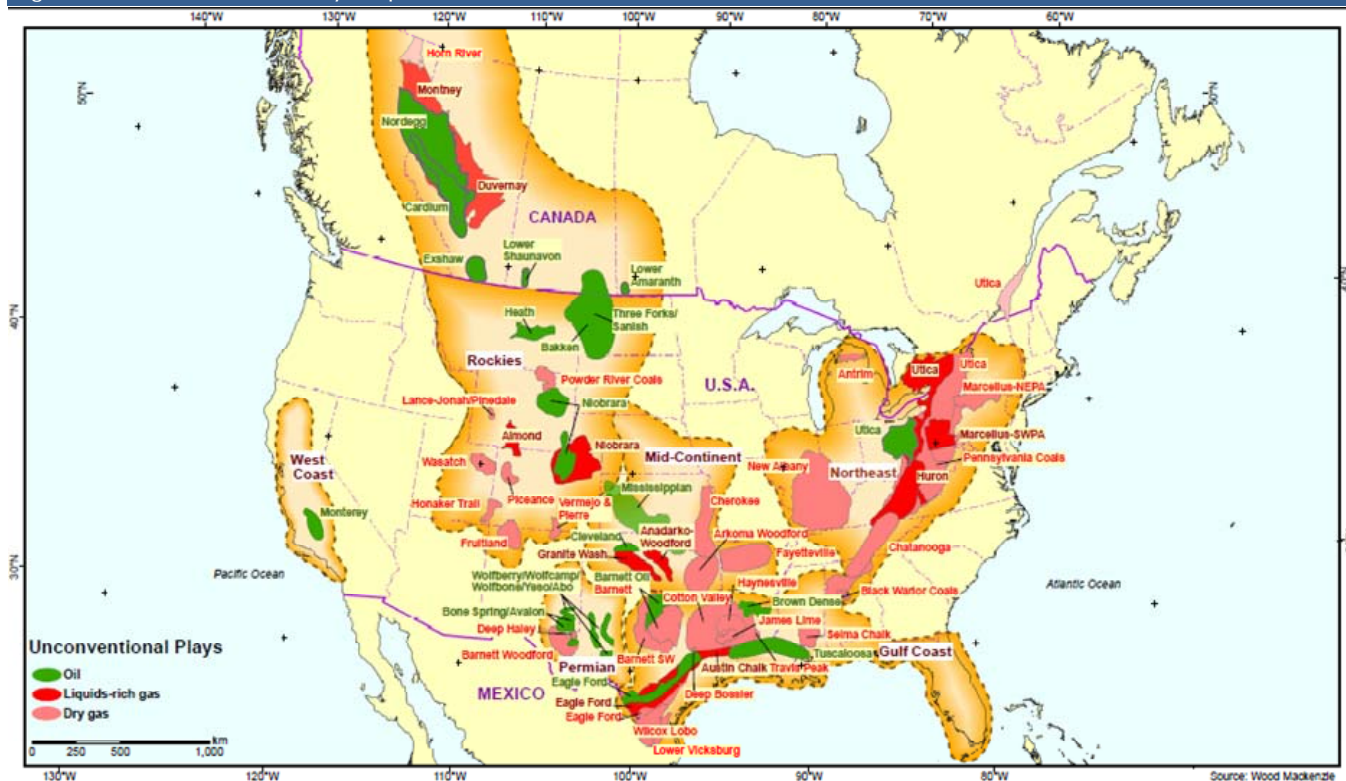 140°W 130°W 120°W 110°W 100°W 90°W 80°W 70°W 60°W
50°N
50°N
40°N
30°N
Horn River
Montney
Nordegg
Duvernay
Cardium
CANADA
Exshaw
Lower
Shaunavon
Lower
Amaranth
Utica
Heath
Three Forks/
Sanish
Bakken
Rockies
Powder River Coals
U.S.A.
Antrim
Utica
Utica
Marcellus-NEPA
Lance-Jonah/Pinedale
Niobrara
Utica
Marcellus-SWPA
Almond
Niobrara
Mid-Continent
Pennsylvania Coals
West
Coast
Wasatch
New Albany
Northeast
Huron
Piceance
Mississippian
Cherokee
Monterey
Honaker Trail
Vermejo &
Pierre
Fruitland
Cleveland
Anadarko-
Woodford
Arkoma Woodford
Chatanooga
Granite Wash
Fayetteville
Pacific Ocean
Atlantic Ocean
Wolfberry/Wolfcamp/
Wolfbone/Yeso/Abo
Barnett Oil
Barnett
Haynesville
Cotton Valley
Black Warior Coals
Brown Dense
Bone Spring/Avalon
James Lime
Deep Haley
Selma Chalk
Barnett Woodford
Barnett SW
Tuscaloosa
Gulf Coast
Permian
Austin Chalk
Travis Peak
MEXICO
Eagle Ford
Deep Bossier
Eagle Ford
Eagle Ford
Wilcox Lobo
Lower Vicksburg
Unconventional Plays
Oil
Liquids-rich gas
Dry gas
km
0 250 500 1,000
130°W 120°W 110°W 100°W 90°W 80°W
Source: Wood Mackenzie